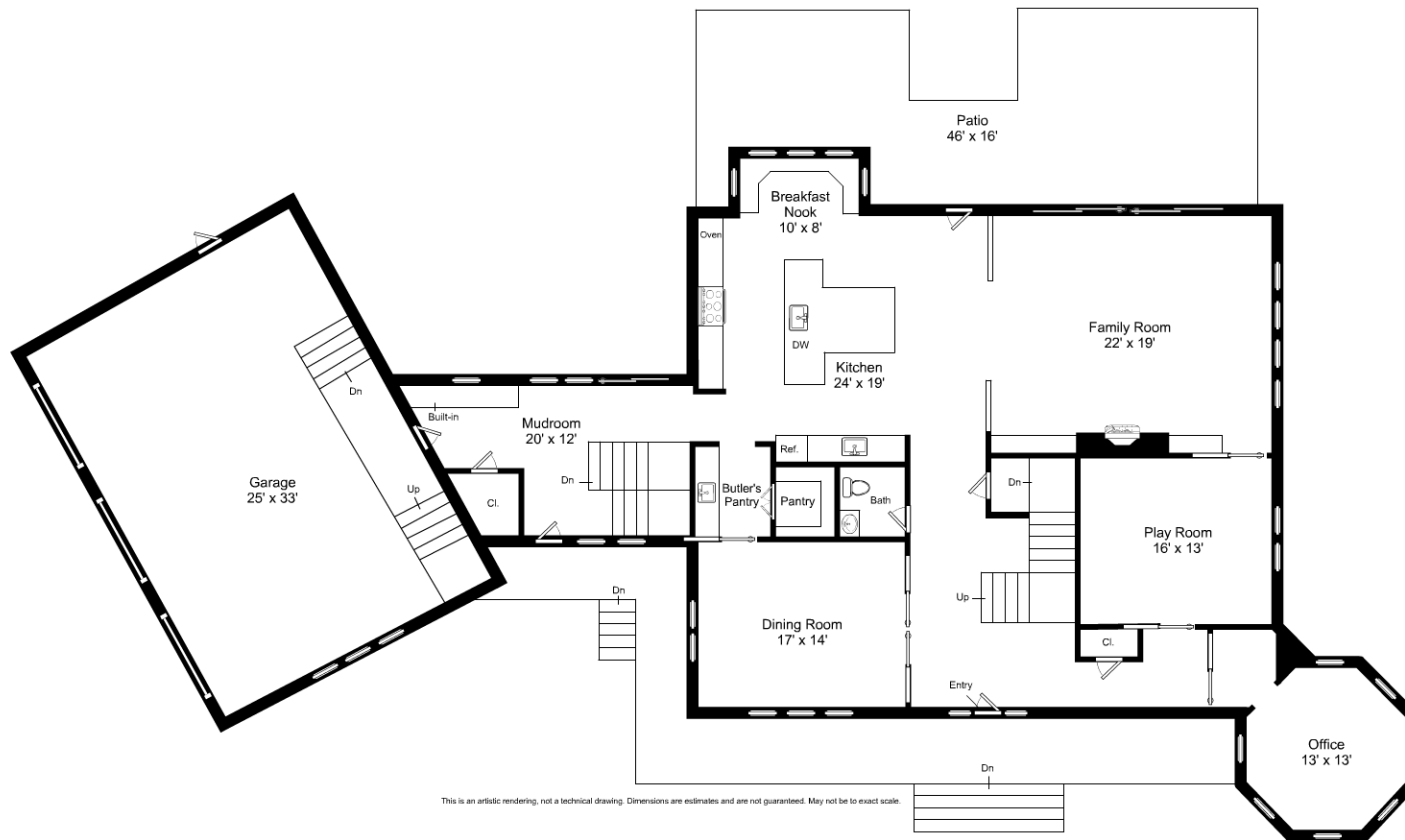 Patio
46' x 16'
Breakfast
Nook
10' x 8'
Oven
DW
Kitchen
24' x 19'
Family Room
22' x 19'
Dn
Built-in
Mudroom
20' x 12'
Ref.
Garage
25' x 33'
Up
Cl.
Dn
Butler's
Pantry
Pantry
Bath
Dn
Play Room
16' x 13'
Dn
Up
Dining Room
17' x 14'
Cl.
Entry
Office
13' x 13'
Dn
This is an artistic rendering, not a technical drawing. Dimensions are estimates and are not guaranteed. May not be to exact scale.